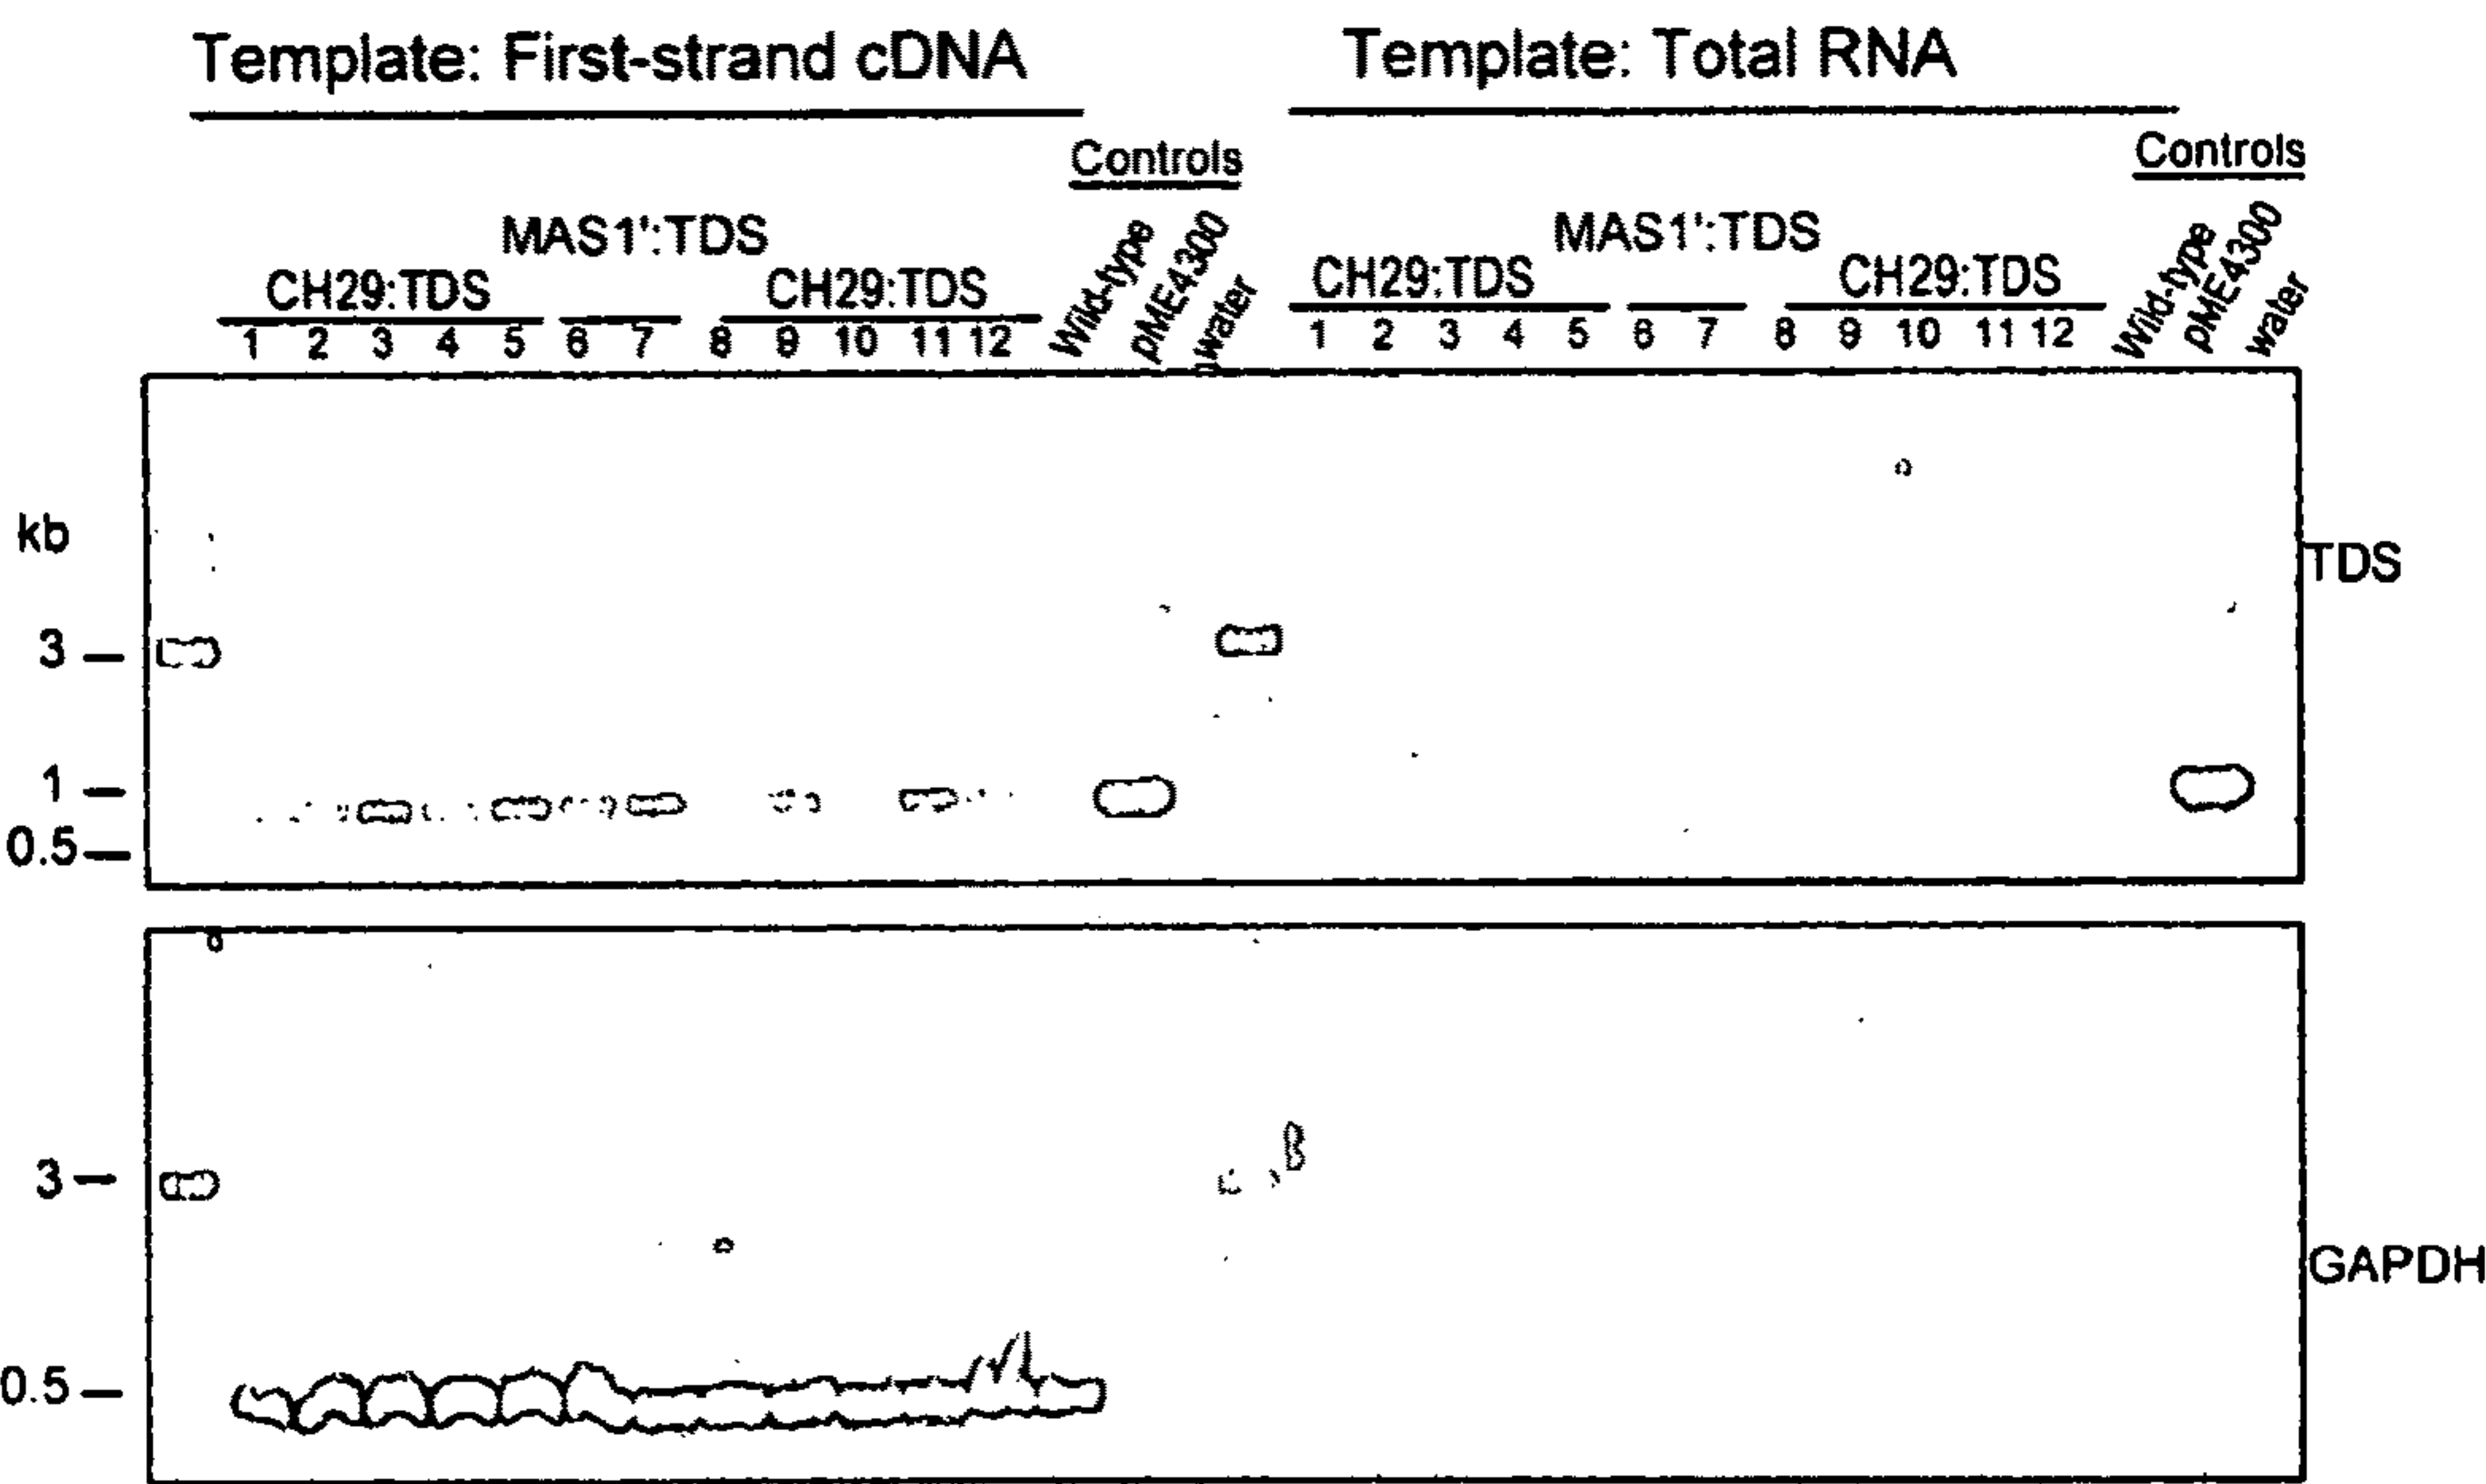 Template: First-strand cDNA Template: Total RNA
Controls Controls
MAS1':TDS MAS1':TDS
CH29:TDS CH29:TDS CH29:TDS CH29:TDS
1 2 3 4 5 6 7 8 9 10 11 12 Wild-type pME4300 water 1 2 3 4 5 6 7 8 9 10 11 12 Wild-type pME4300 water
kb
TDS
3
1
0.5
3
GAPDH
0.5